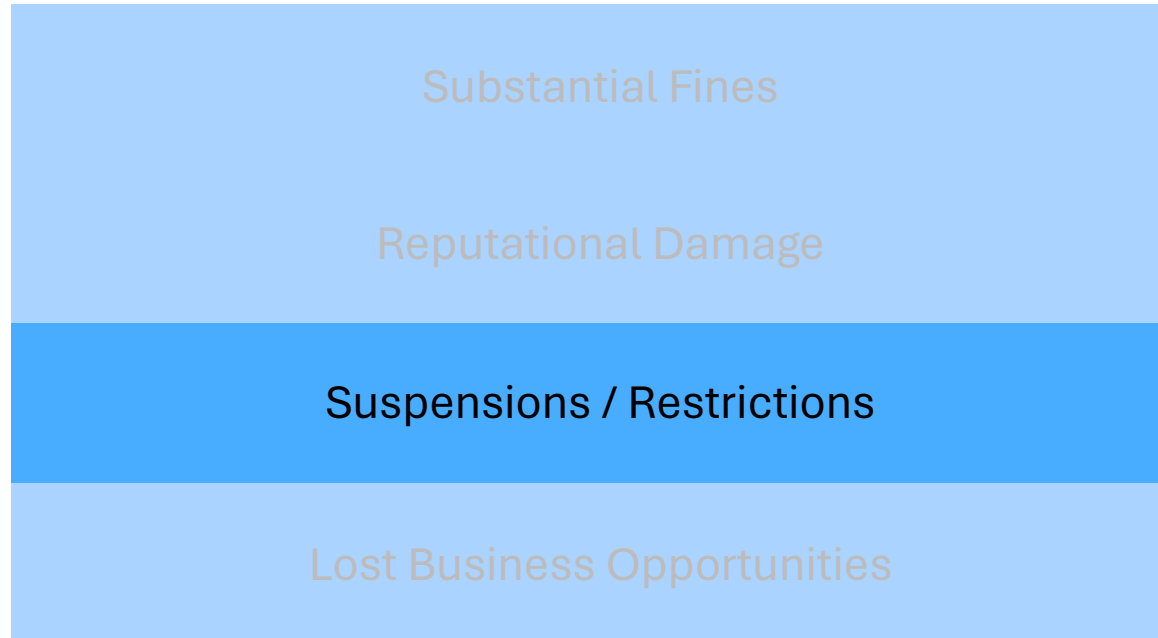 Substantial Fines
Reputational Damage
Suspensions / Restrictions
Lost Business Opportunities